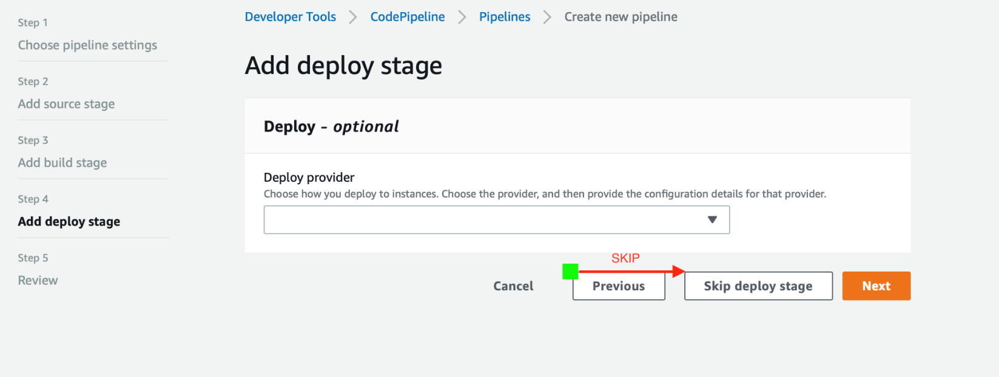 Step 1
Choose pipeline settings
Step 2
Add source stage
Step 3
Add build stage
Step 4
Add deploy stage
Step 5
Review
Developer Tools
CodePipeline
Pipelines
Create new pipeline
Add deploy stage
Deploy - optional
Deploy provider
Choose how you deploy to instances. Choose the provider, and then provide the configuration details for that provider.
SKIP
Cancel
Previous
Skip deploy stage
Next